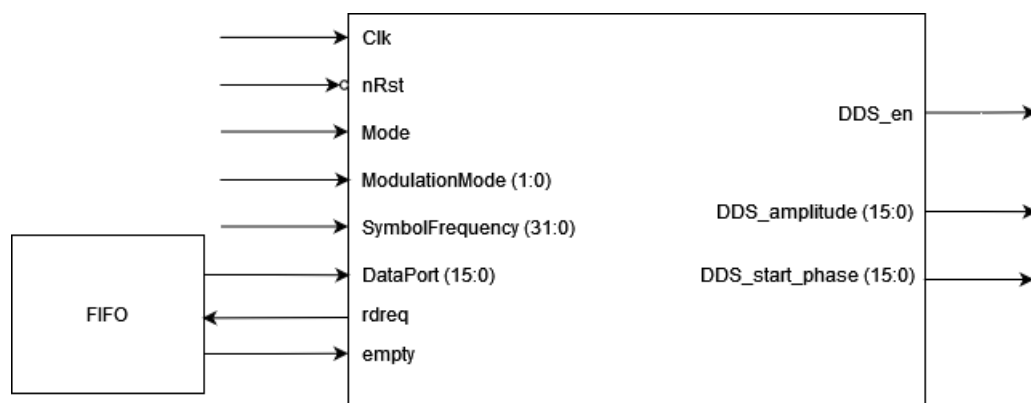 Clk
nRst
Mode
ModulationMode (1:0)
SymbolFrequency (31:0)
DataPort (15:0)
rdreq
empty
FIFO
DDS_en
DDS_amplitude (15:0)
DDS_start_phase (15:0)